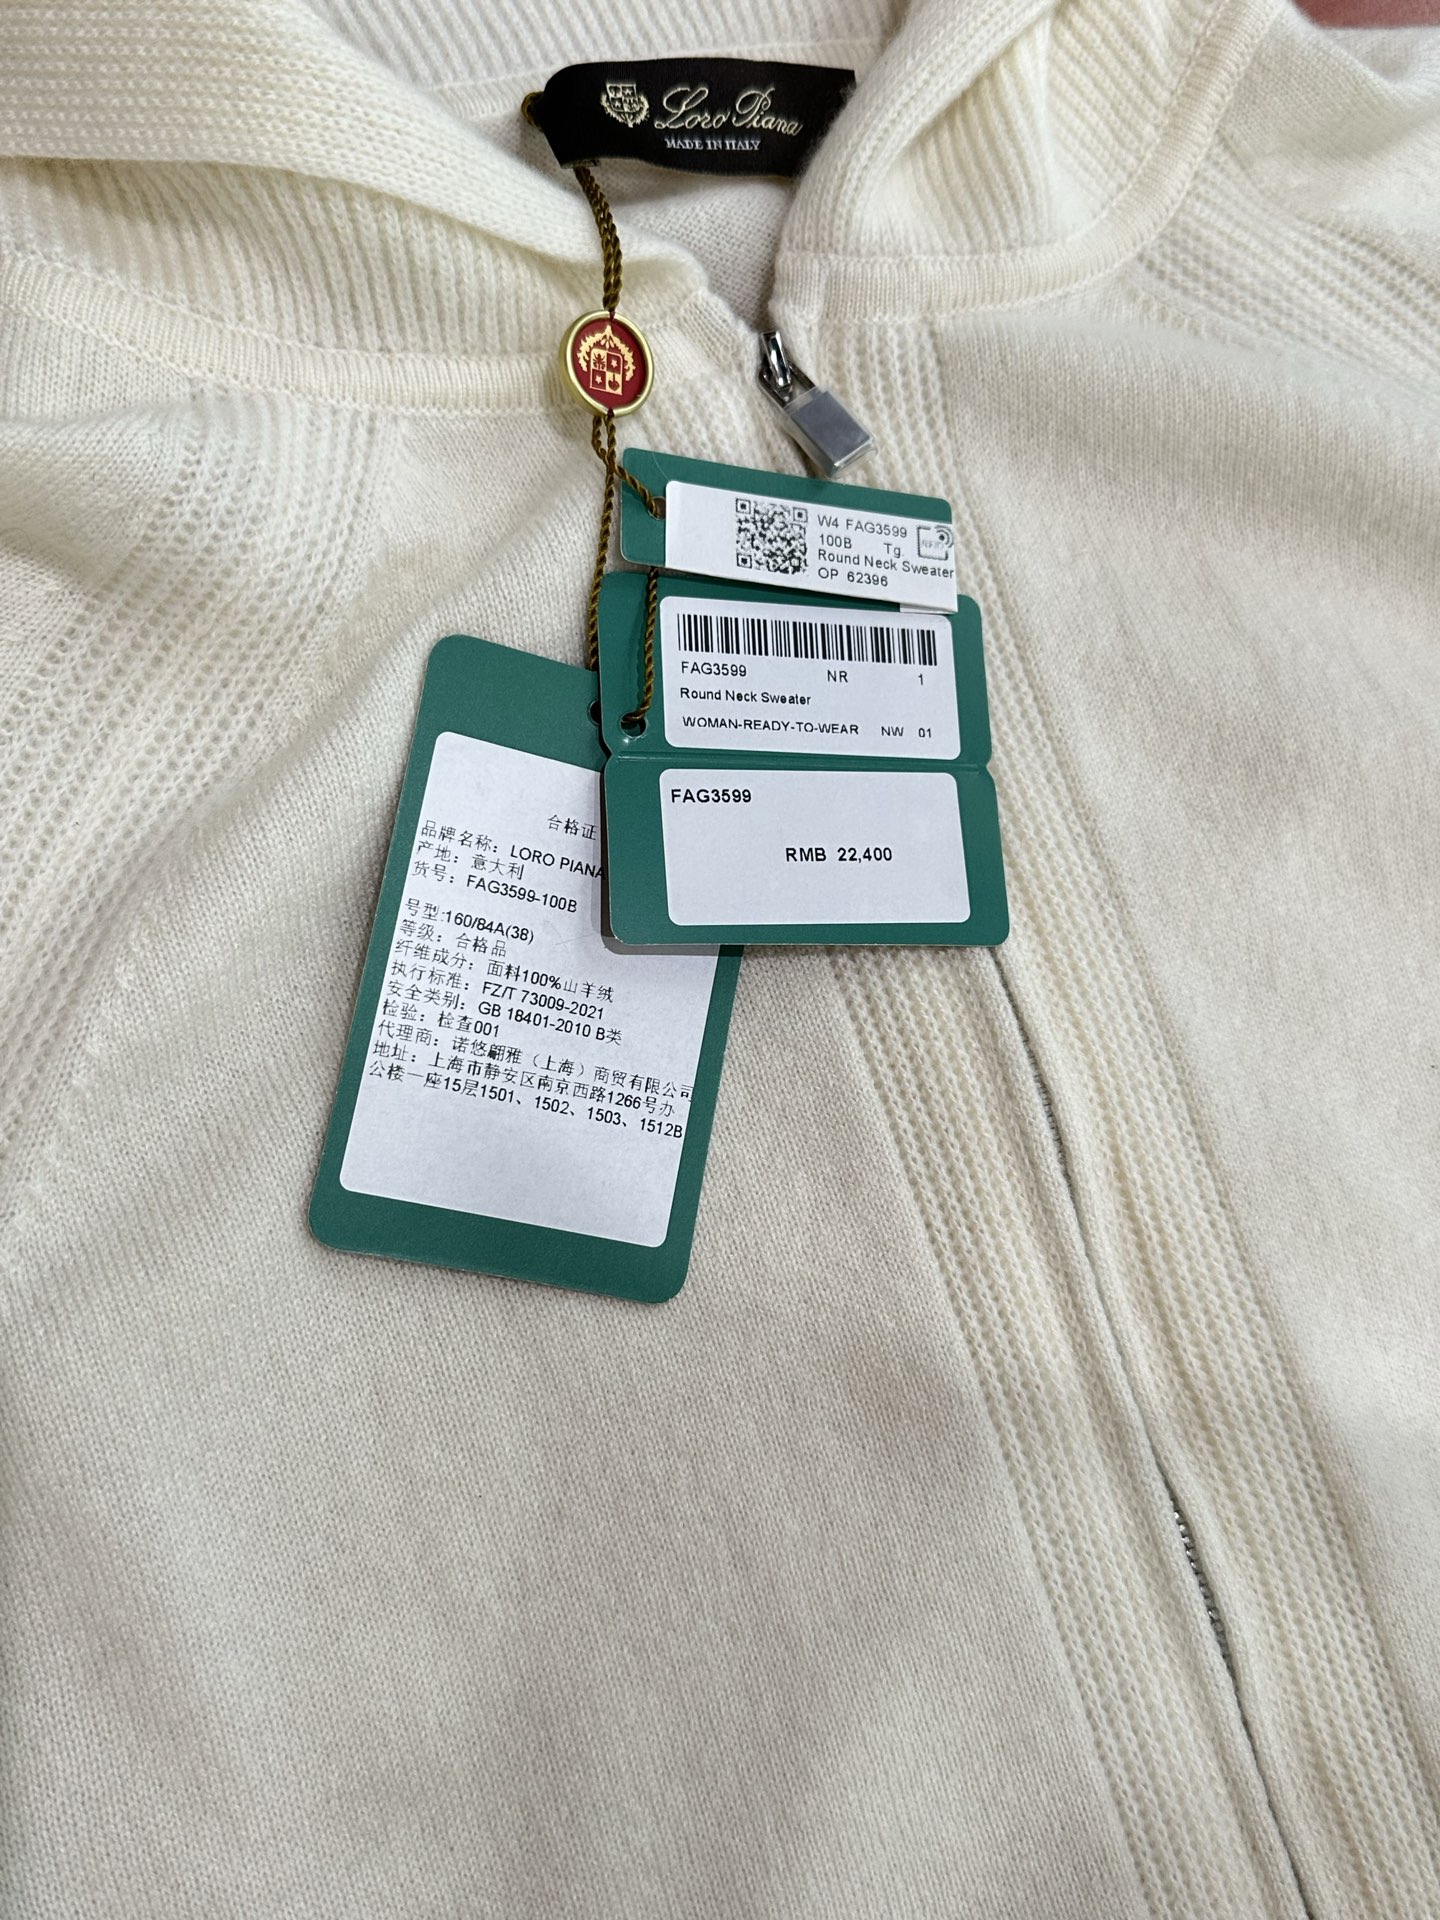 Loro Piana
MADE IN ITALY
W4 FAG3599
100B Tg.
Round Neck Sweater
OP 62396
FAG3599 NR 1
Round Neck Sweater
WOMAN-READY-TO-WEAR NW 01
FAG3599
RMB 22,400
合格证
品牌名称：LORO PIANA
产地：意大利
货号：FAG3599-100B
号型:160/84A(38)
等级：合格品
纤维成分：面料100%山羊绒
执行标准：FZ/T 73009-2021
安全类别：GB 18401-2010 B类
检验：检查001
代理商：诺悠翩雅（上海）商贸有限公司
地址：上海市静安区南京西路1266号办
公楼一座15层1501、1502、1503、1512B